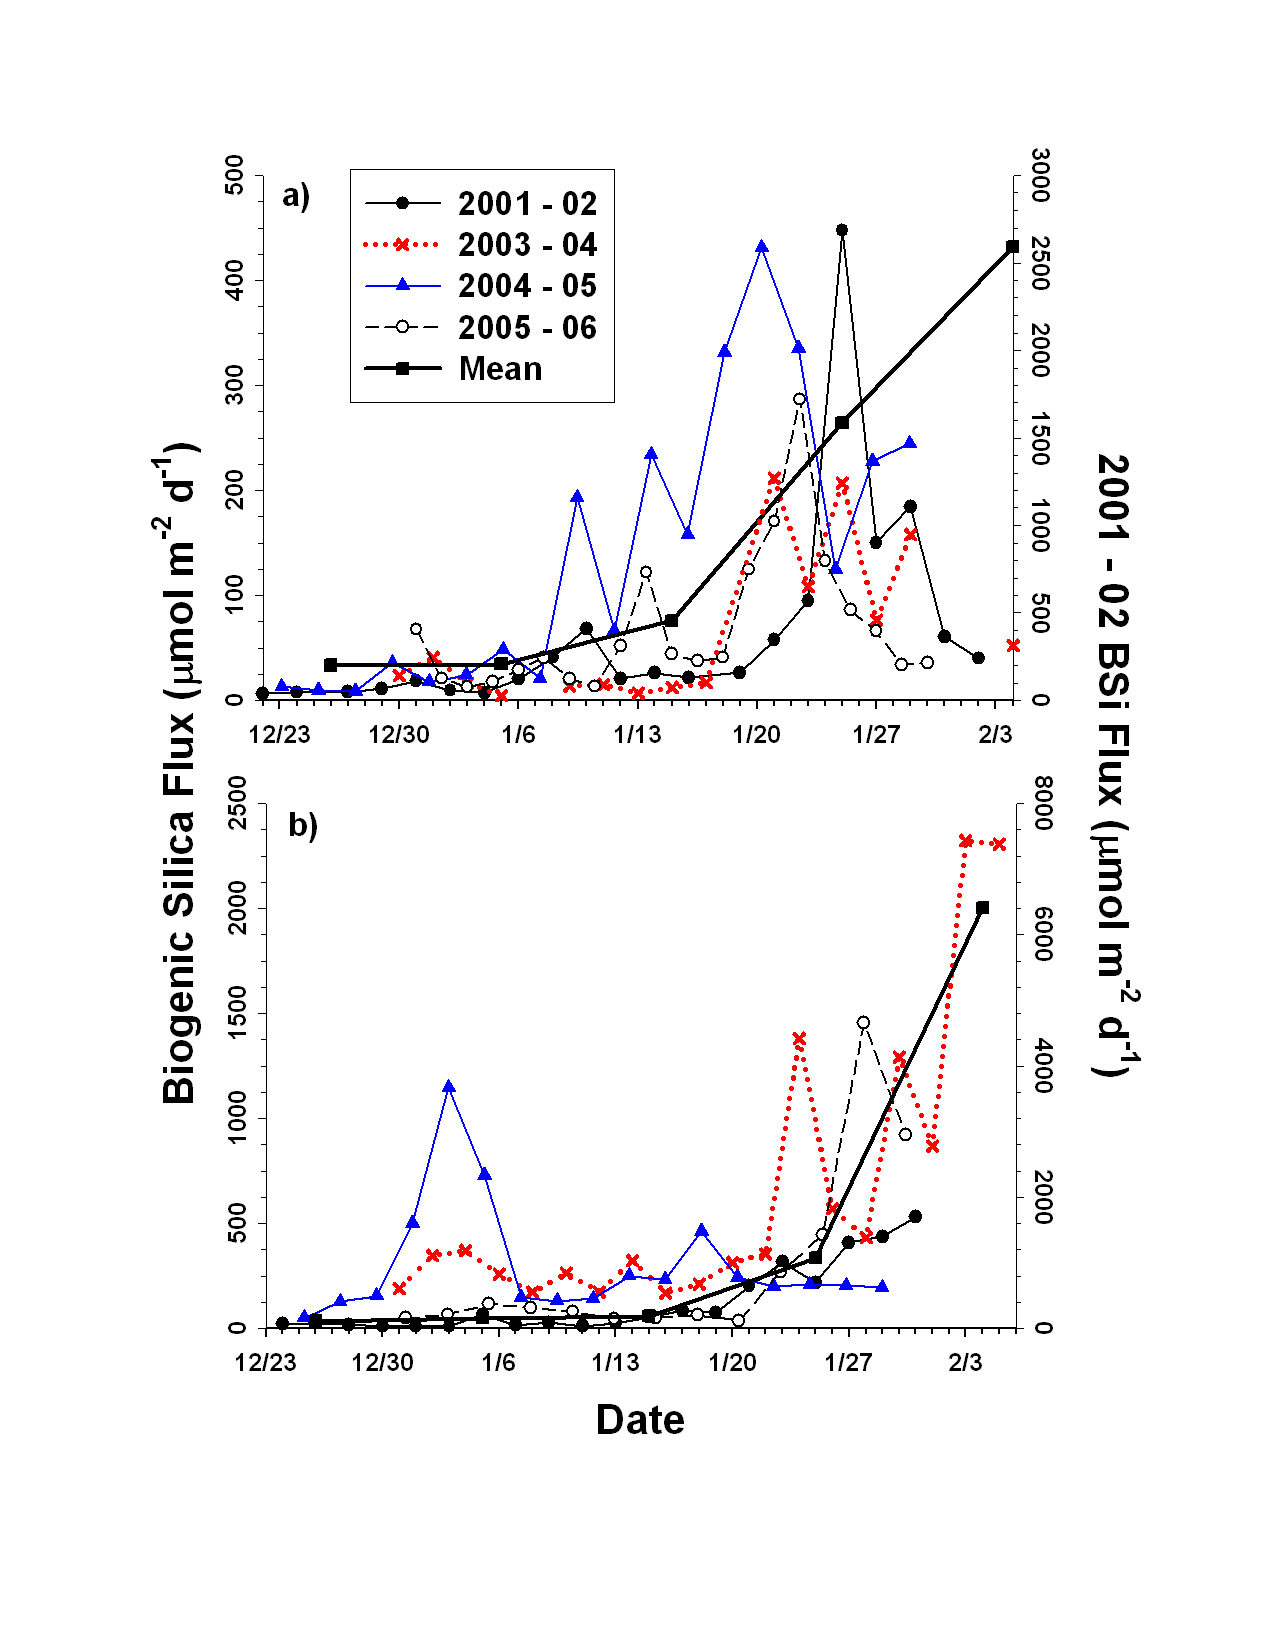 a)
2001 - 02
2003 - 04
2004 - 05
2005 - 06
Mean
500
400
300
200
100
0
3000
2500
2000
1500
1000
500
0
12/23 12/30 1/6 1/13 1/20 1/27 2/3
Biogenic Silica Flux (μmol m-2 d-1)
2001 - 02 BSi Flux (μmol m-2 d-1)
b)
2500
2000
1500
1000
500
0
8000
6000
4000
2000
0
12/23 12/30 1/6 1/13 1/20 1/27 2/3
Date